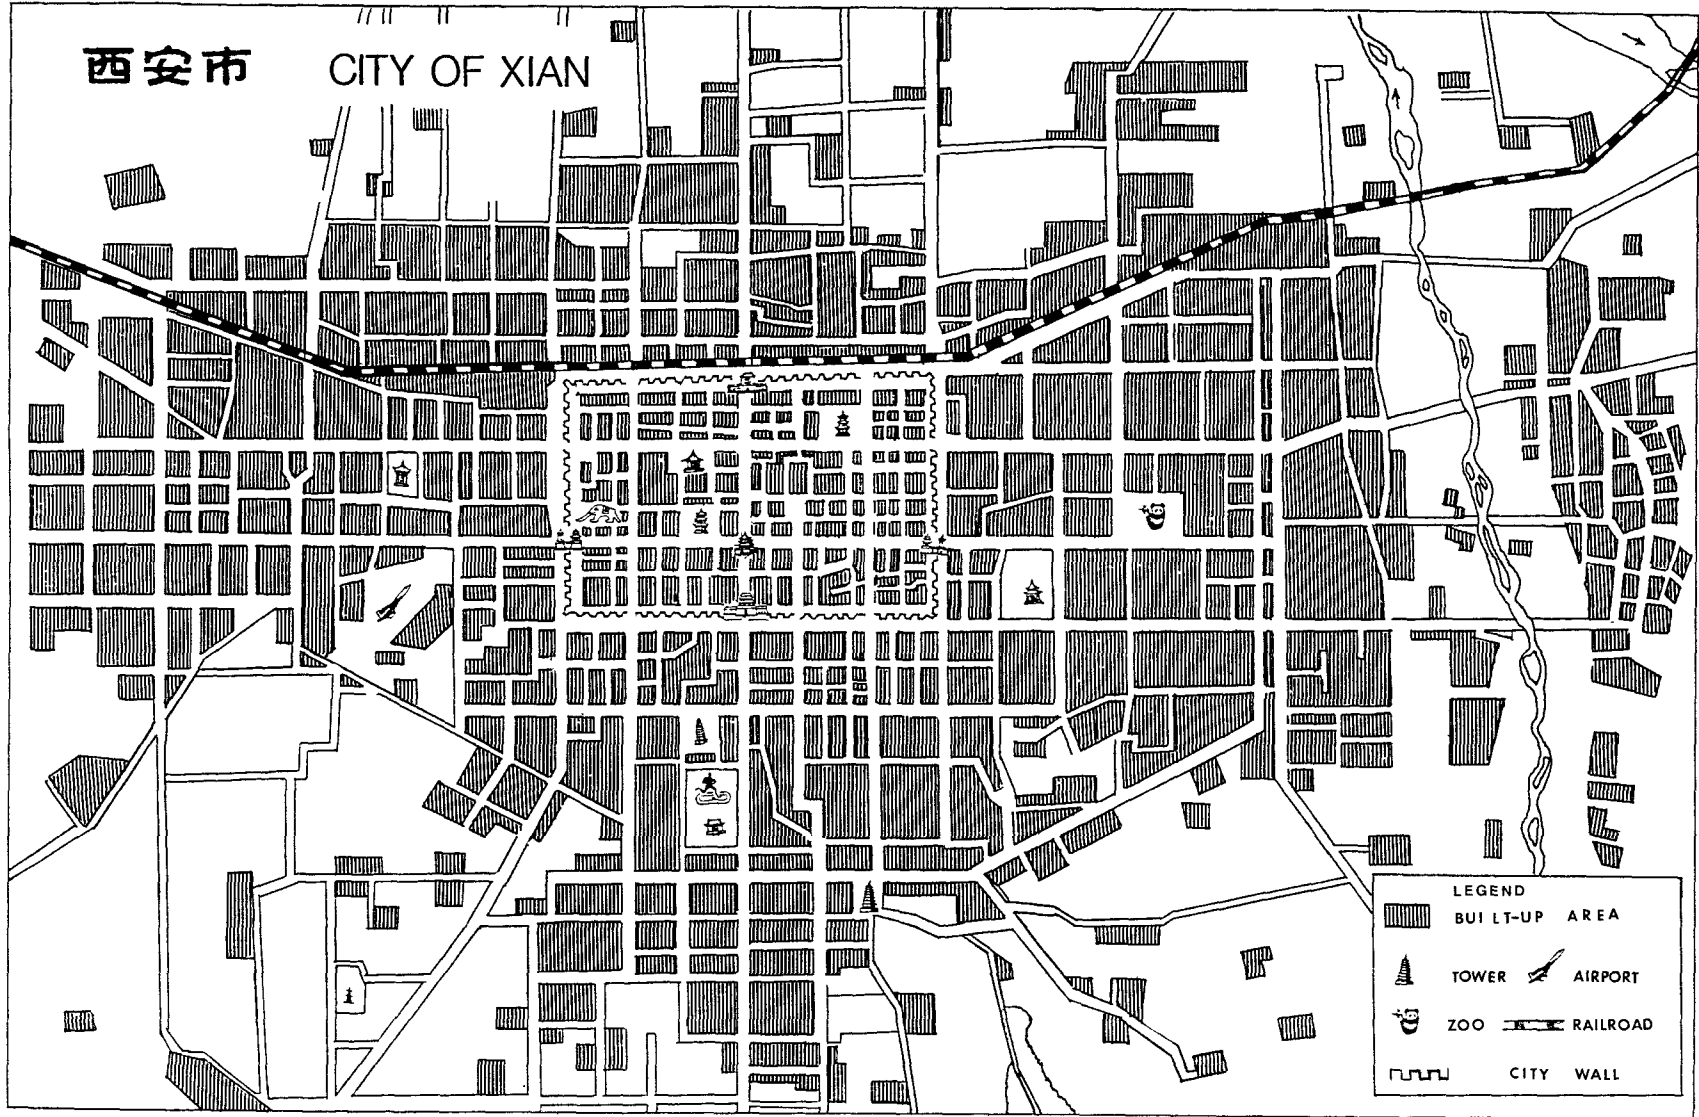 西安市 CITY OF XIAN
LEGEND
BUILT-UP AREA
TOWER AIRPORT
ZOO RAILROAD
CITY WALL